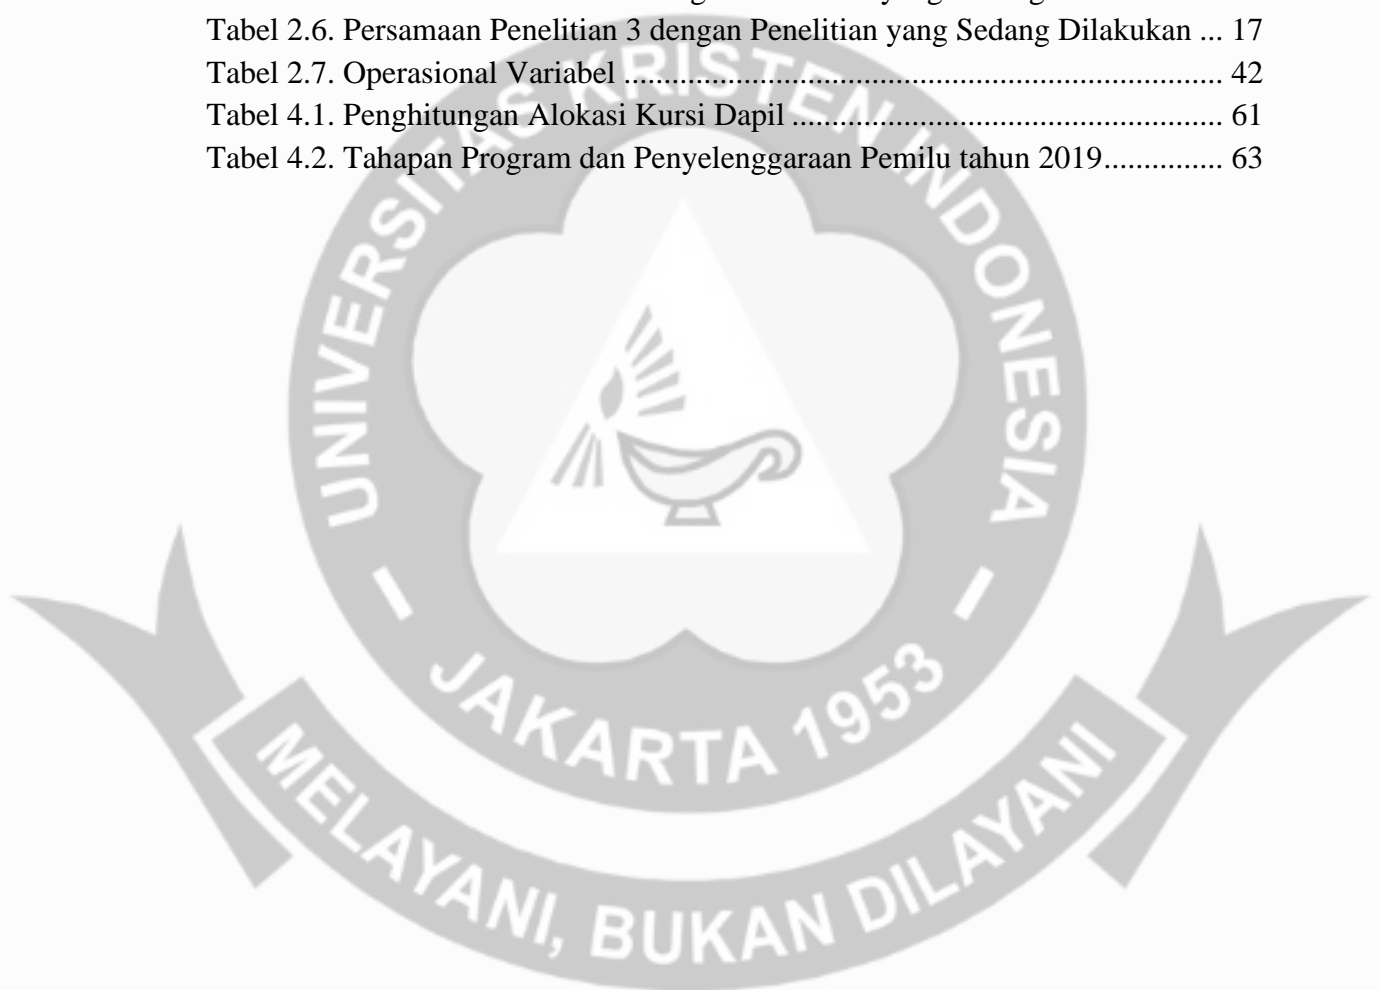 Tabel 2.6. Persamaan Penelitian 3 dengan Penelitian yang Sedang Dilakukan ... 17
Tabel 2.7. Operasional Variabel .......................................................................... 42
Tabel 4.1. Penghitungan Alokasi Kursi Dapil ..................................................... 61
Tabel 4.2. Tahapan Program dan Penyelenggaraan Pemilu tahun 2019............... 63
UNIVERSITAS KRISTEN INDONESIA
JAKARTA 1953
MELAYANI, BUKAN DILAYANI